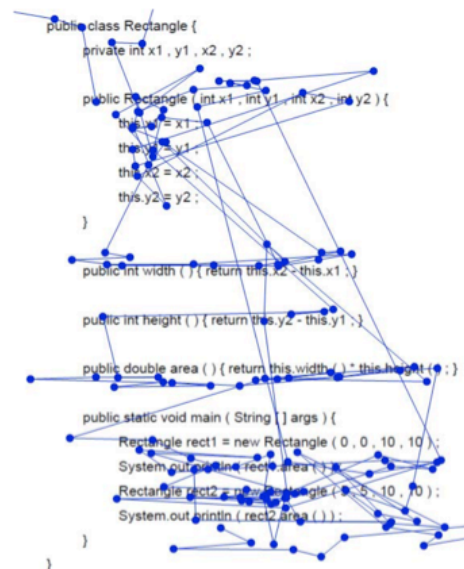 public class Rectangle {
private int x1 , y1 , x2 , y2 ;
public Rectangle ( int x1 , int y1 , int x2 , int y2 ) {
this.x1 = x1 ;
this.y1 = y1 ;
this.x2 = x2 ;
this.y2 = y2 ;
}
public int width ( ) { return this.x2 - this.x1 ; }
public int height ( ) { return this.y2 - this.y1 ; }
public double area ( ) { return this.width ( ) * this.height ( ) ; }
public static void main ( String [ ] args ) {
Rectangle rect1 = new Rectangle ( 0 , 0 , 10 , 10 ) ;
System.out.println ( rect1.area ( ) ) ;
Rectangle rect2 = new Rectangle ( 5 , 5 , 10 , 10 ) ;
System.out.println ( rect2.area ( ) ) ;
}
}